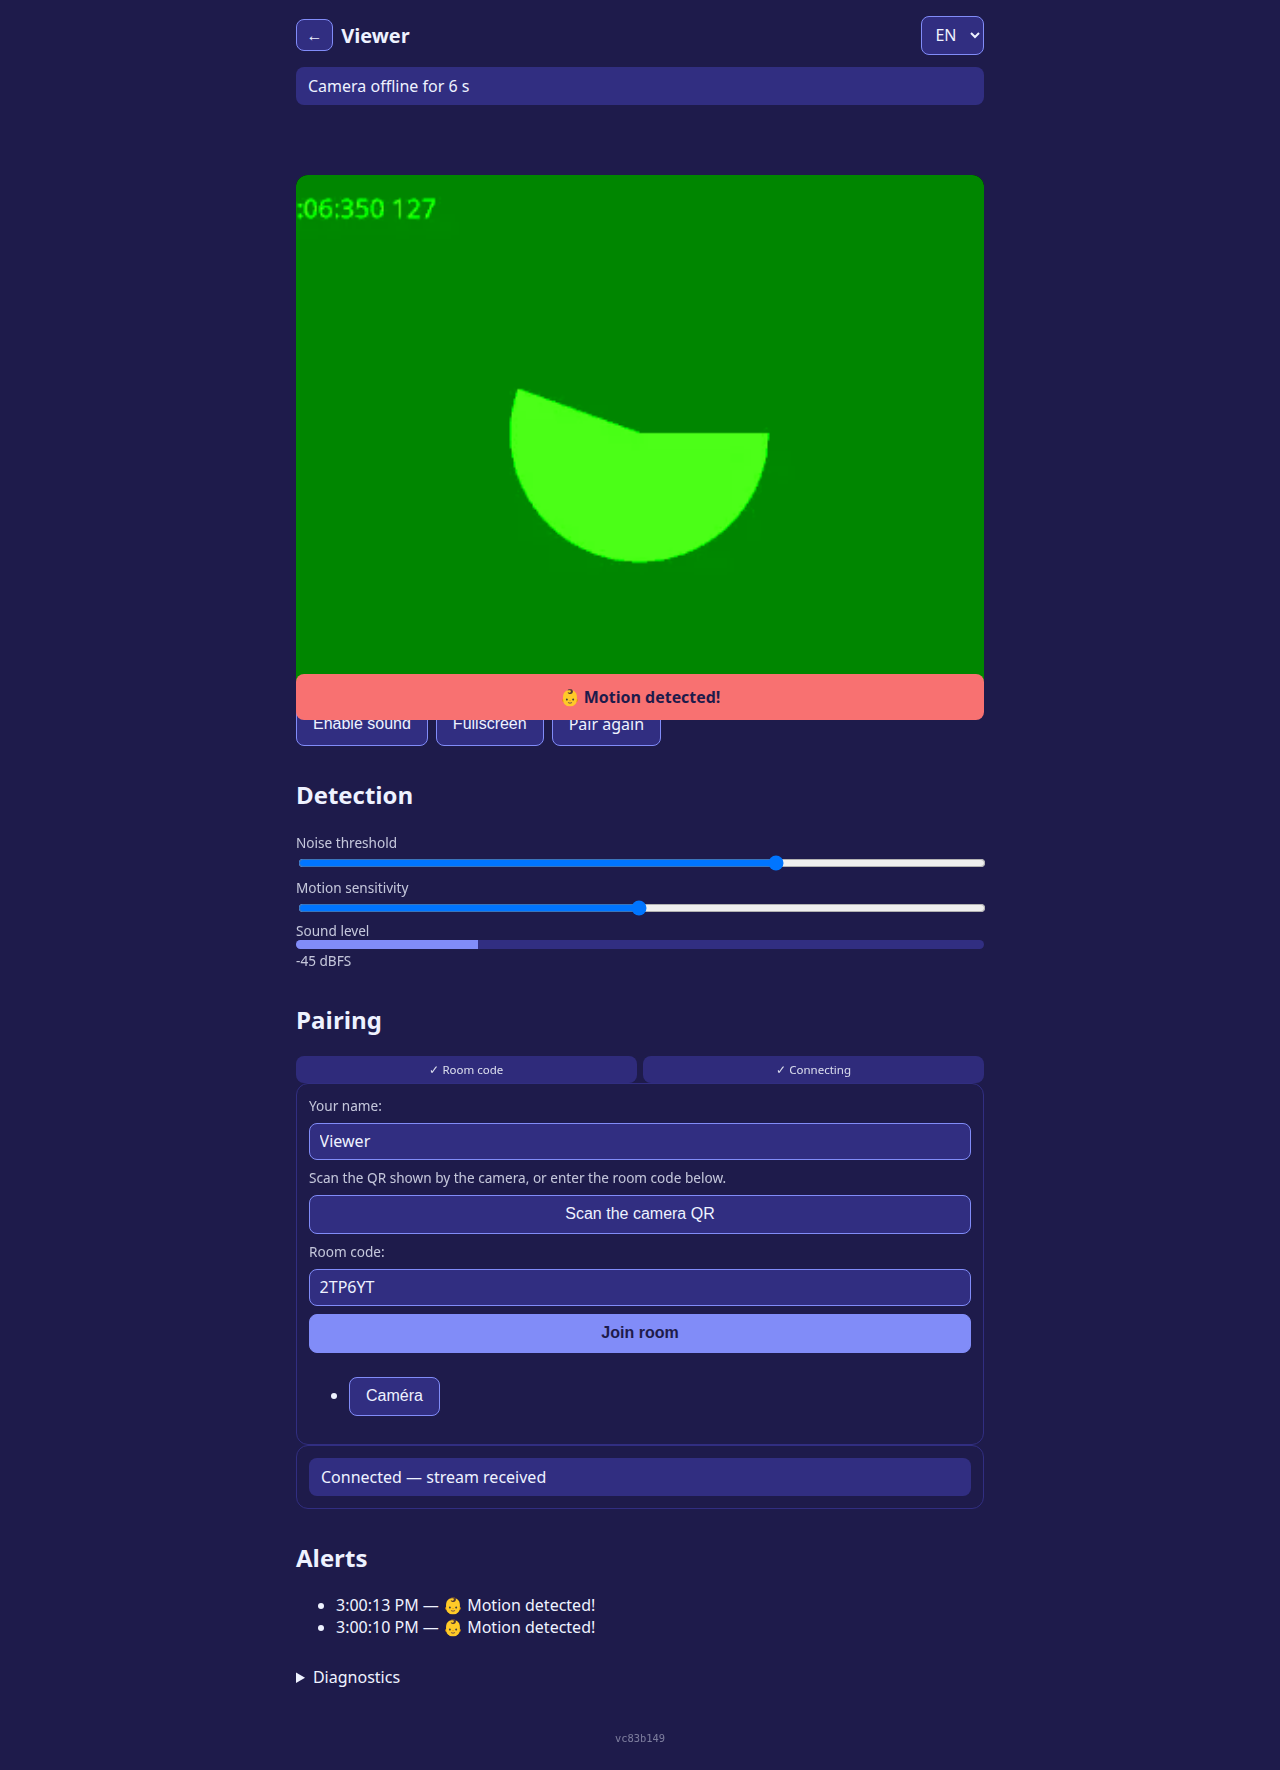 ← Viewer EN
Camera offline for 6 s
:06:350 127
👶 Motion detected!
Enable sound Fullscreen Pair again
Detection
Noise threshold
Motion sensitivity
Sound level
-45 dBFS
Pairing
✓ Room code ✓ Connecting
Your name:
Viewer
Scan the QR shown by the camera, or enter the room code below.
Scan the camera QR
Room code:
2TP6YT
Join room
Caméra
Connected — stream received
Alerts
3:00:13 PM — 👶 Motion detected!
3:00:10 PM — 👶 Motion detected!
Diagnostics
vc83b149